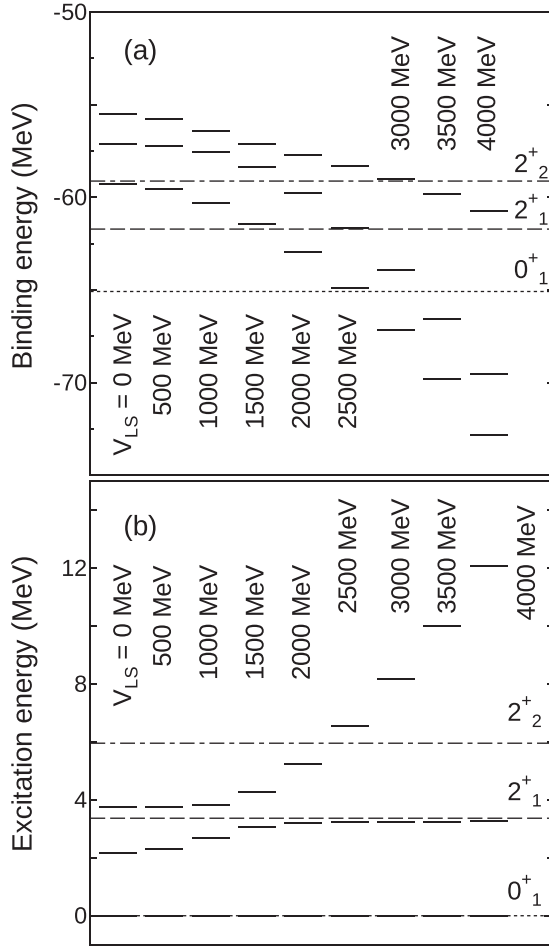 -50
(a)
3000 MeV
3500 MeV
4000 MeV
2+2
-60
2+1
0+1
Binding energy (MeV)
VLS = 0 MeV
500 MeV
1000 MeV
1500 MeV
2000 MeV
2500 MeV
-70
(b)
2500 MeV
3000 MeV
3500 MeV
4000 MeV
12
VLS = 0 MeV
500 MeV
1000 MeV
1500 MeV
2000 MeV
Excitation energy (MeV)
8
2+2
4
2+1
0+1
0